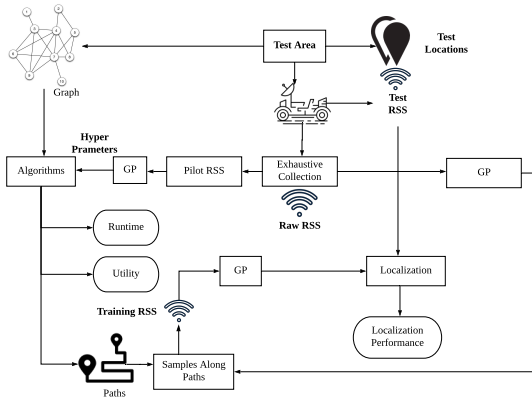 Test Area
Test
Locations
Graph
Test
RSS
Hyper
Prameters
Algorithms
GP
Pilot RSS
Exhaustive
Collection
GP
Raw RSS
Runtime
Utility
GP
Localization
Training RSS
Localization
Performance
Samples Along
Paths
Paths